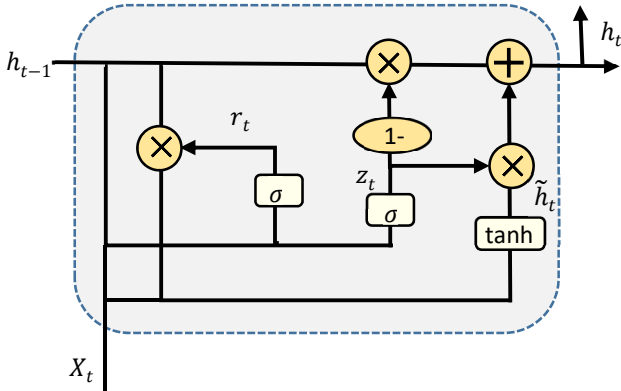 h_t
h_{t-1}
×
+
r_t
1-
×
z_t
×
σ
σ
h̃_t
tanh
X_t